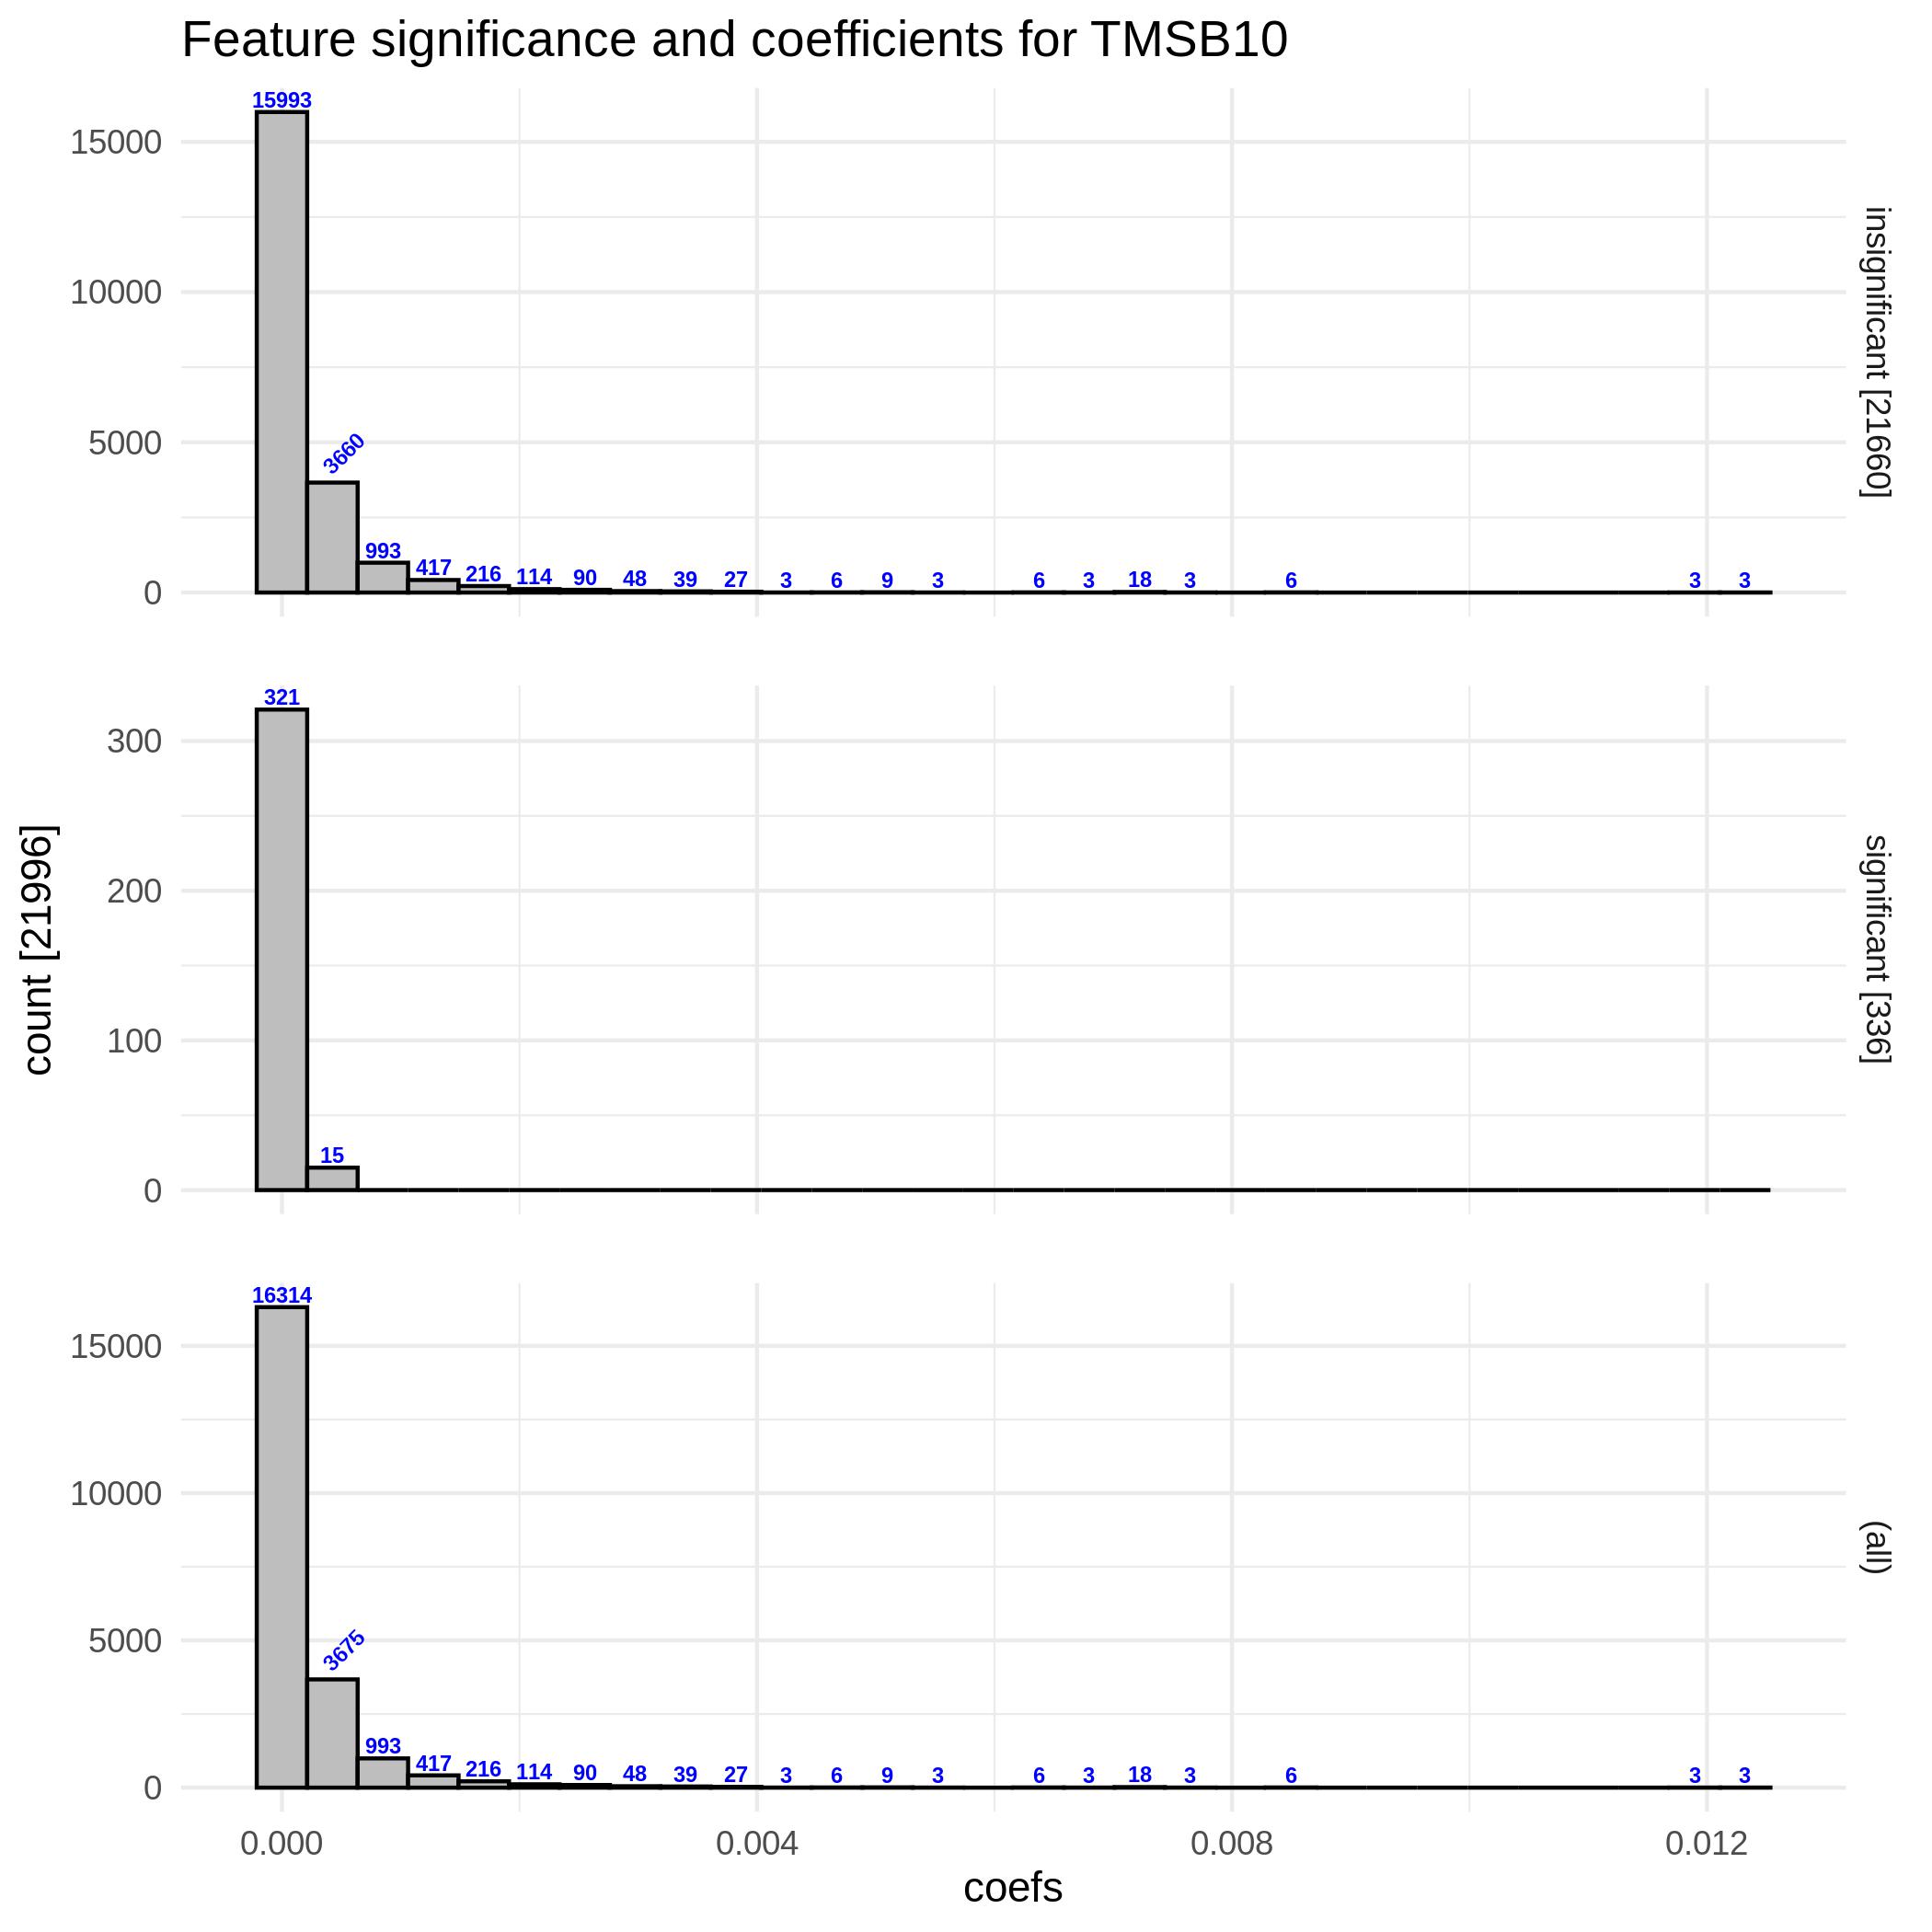 Feature significance and coefficients for TMSB10
count [21996]
15000
10000
5000
0
15993
3660
993 417 216 114 90 48 39 27 3 6 9 3 6 3 18 3 6 3 3
insignificant [21660]
300
200
100
0
321
15
significant [336]
15000
10000
5000
0
16314
3675
993 417 216 114 90 48 39 27 3 6 9 3 6 3 18 3 6 3 3
(all)
0.000 0.004 0.008 0.012
coefs